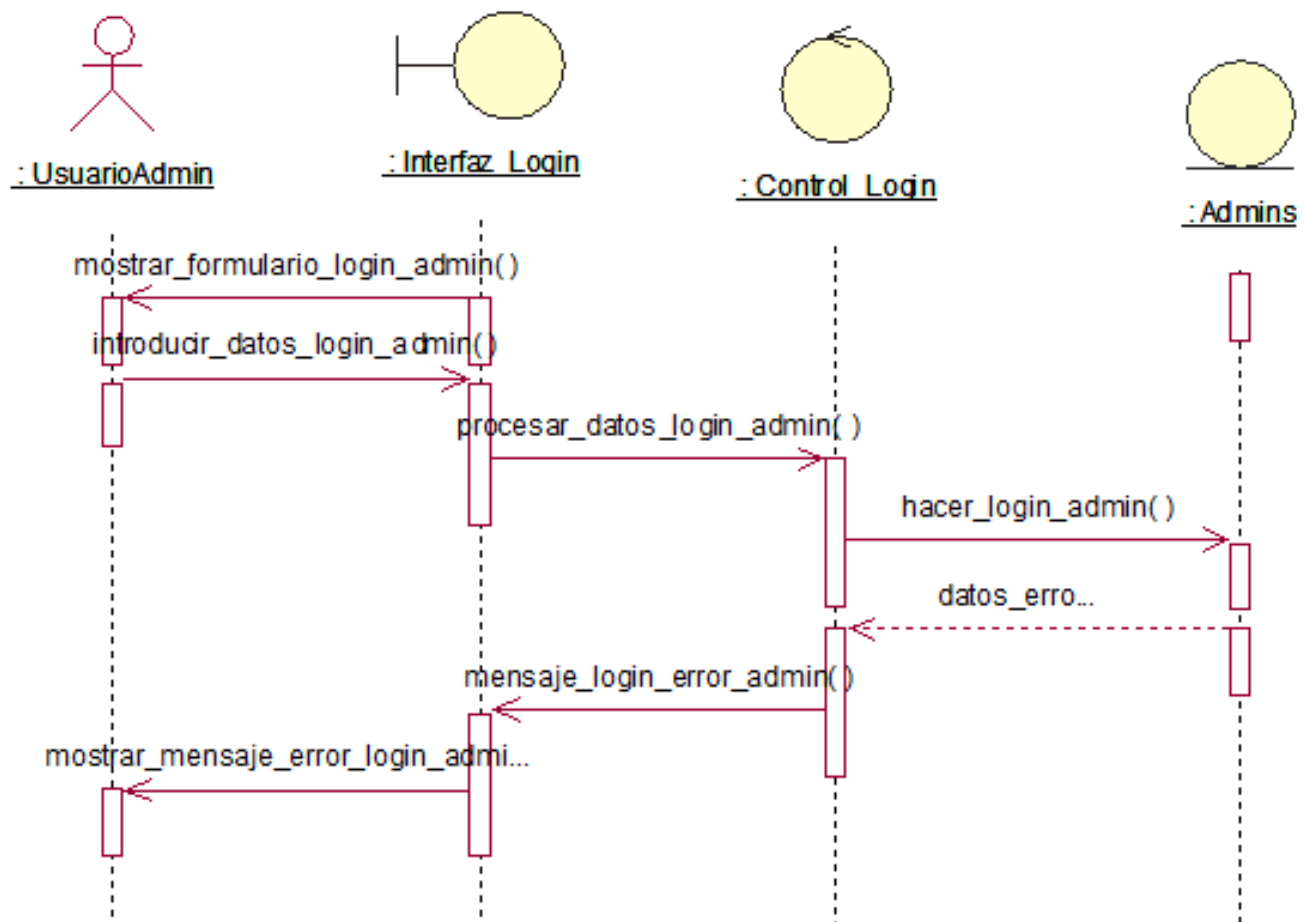 : UsuarioAdmin
: Interfaz_Login
: Control_Login
: Admins
mostrar_formulario_login_admin( )
introducir_datos_login_admin( )
procesar_datos_login_admin( )
hacer_login_admin( )
datos_erro...
mensaje_login_error_admin( )
mostrar_mensaje_error_login_admi...